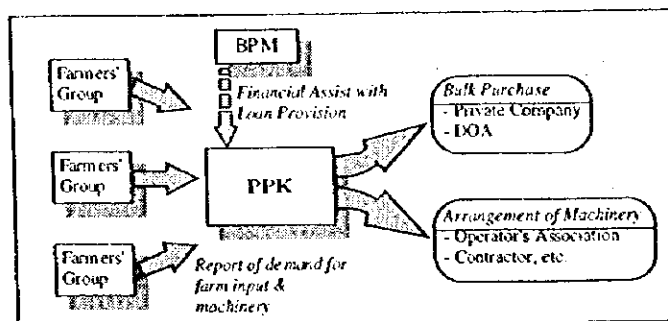 BPM
Farmers'
Group
Financial Assist with
Loan Provision
Bulk Purchase
- Private Company
- DOA
Farmers'
Group
PPK
Arrangement of Machinery
- Operator's Association
- Contractor, etc.
Farmers'
Group
Report of demand for
farm input &
machinery